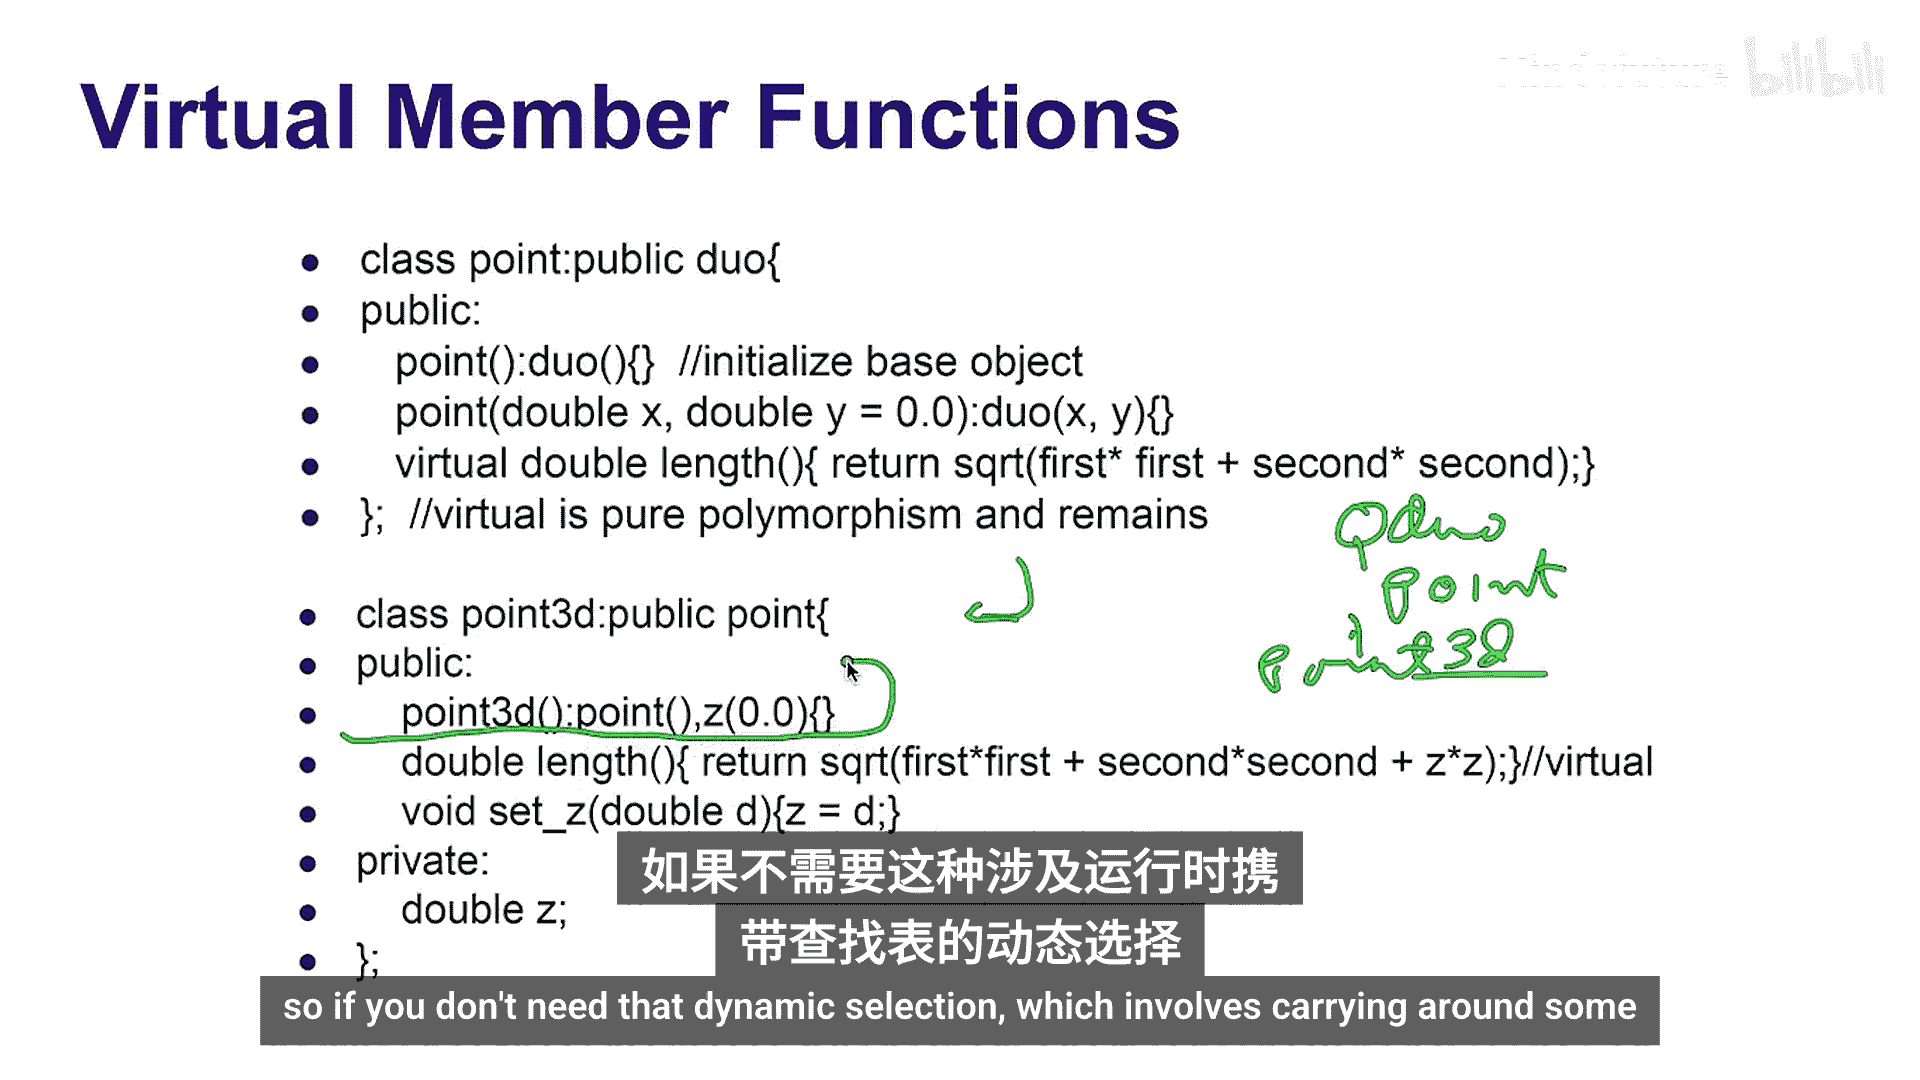 bilibili
Virtual Member Functions
● class point:public duo{
● public:
● point():duo(){} //initialize base object
● point(double x, double y = 0.0):duo(x, y){}
● virtual double length(){ return sqrt(first* first + second* second);}
● }; //virtual is pure polymorphism and remains
duo
point
● class point3d:public point{
point3d
● public:
● point3d():point(),z(0.0){}
● double length(){ return sqrt(first*first + second*second + z*z);}//virtual
● void set_z(double d){z = d;}
● private:
● double z;
● };
如果不需要这种涉及运行时携
带查找表的动态选择
so if you don't need that dynamic selection, which involves carrying around some